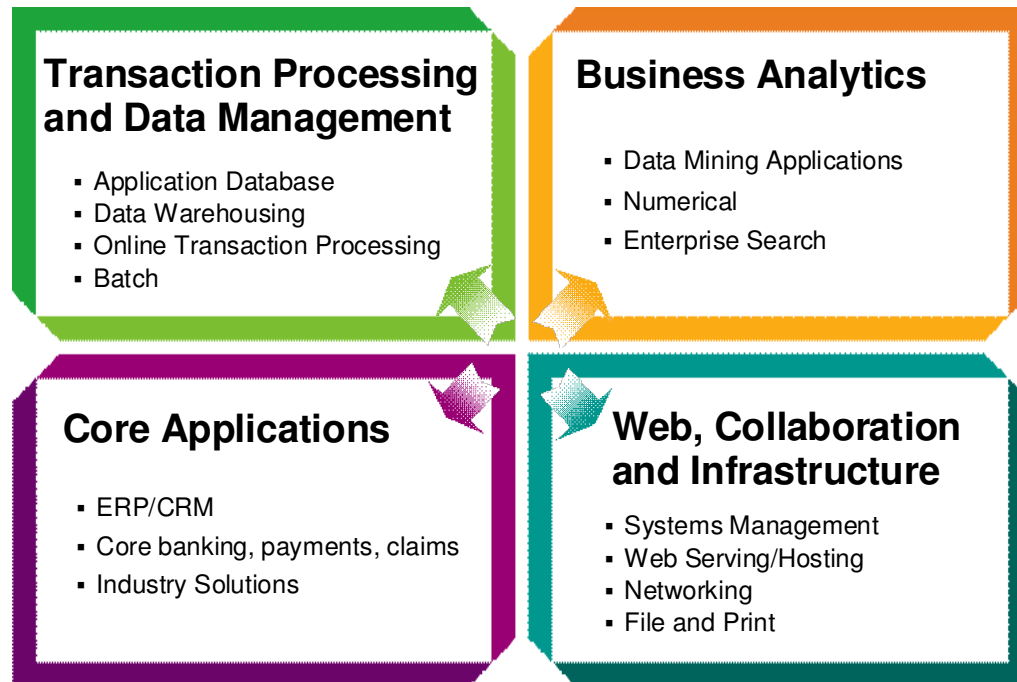 Transaction Processing
and Data Management
▪ Application Database
▪ Data Warehousing
▪ Online Transaction Processing
▪ Batch
Business Analytics
▪ Data Mining Applications
▪ Numerical
▪ Enterprise Search
Core Applications
▪ ERP/CRM
▪ Core banking, payments, claims
▪ Industry Solutions
Web, Collaboration
and Infrastructure
▪ Systems Management
▪ Web Serving/Hosting
▪ Networking
▪ File and Print